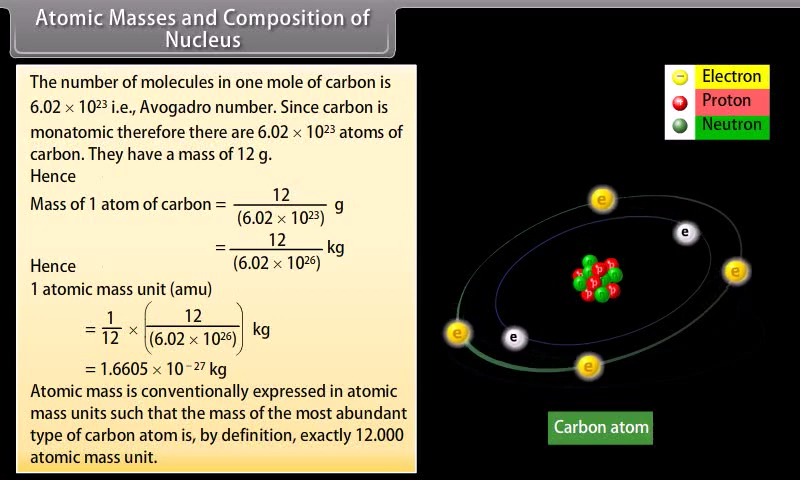 Atomic Masses and Composition of
Nucleus
The number of molecules in one mole of carbon is
6.02 × 10²³ i.e., Avogadro number. Since carbon is
monatomic therefore there are 6.02 × 10²³ atoms of
carbon. They have a mass of 12 g.
Hence
Mass of 1 atom of carbon = 12 / (6.02 × 10²³) g
= 12 / (6.02 × 10²⁶) kg
Hence
1 atomic mass unit (amu)
= 1/12 × (12 / (6.02 × 10²⁶)) kg
= 1.6605 × 10⁻²⁷ kg
Atomic mass is conventionally expressed in atomic
mass units such that the mass of the most abundant
type of carbon atom is, by definition, exactly 12.000
atomic mass unit.
− Electron
+ Proton
Neutron
e
e
e
e
e
e
Carbon atom